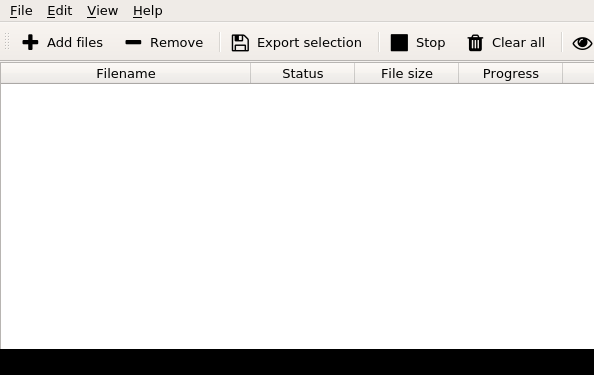 File Edit View Help
Add files Remove Export selection Stop Clear all
Filename Status File size Progress